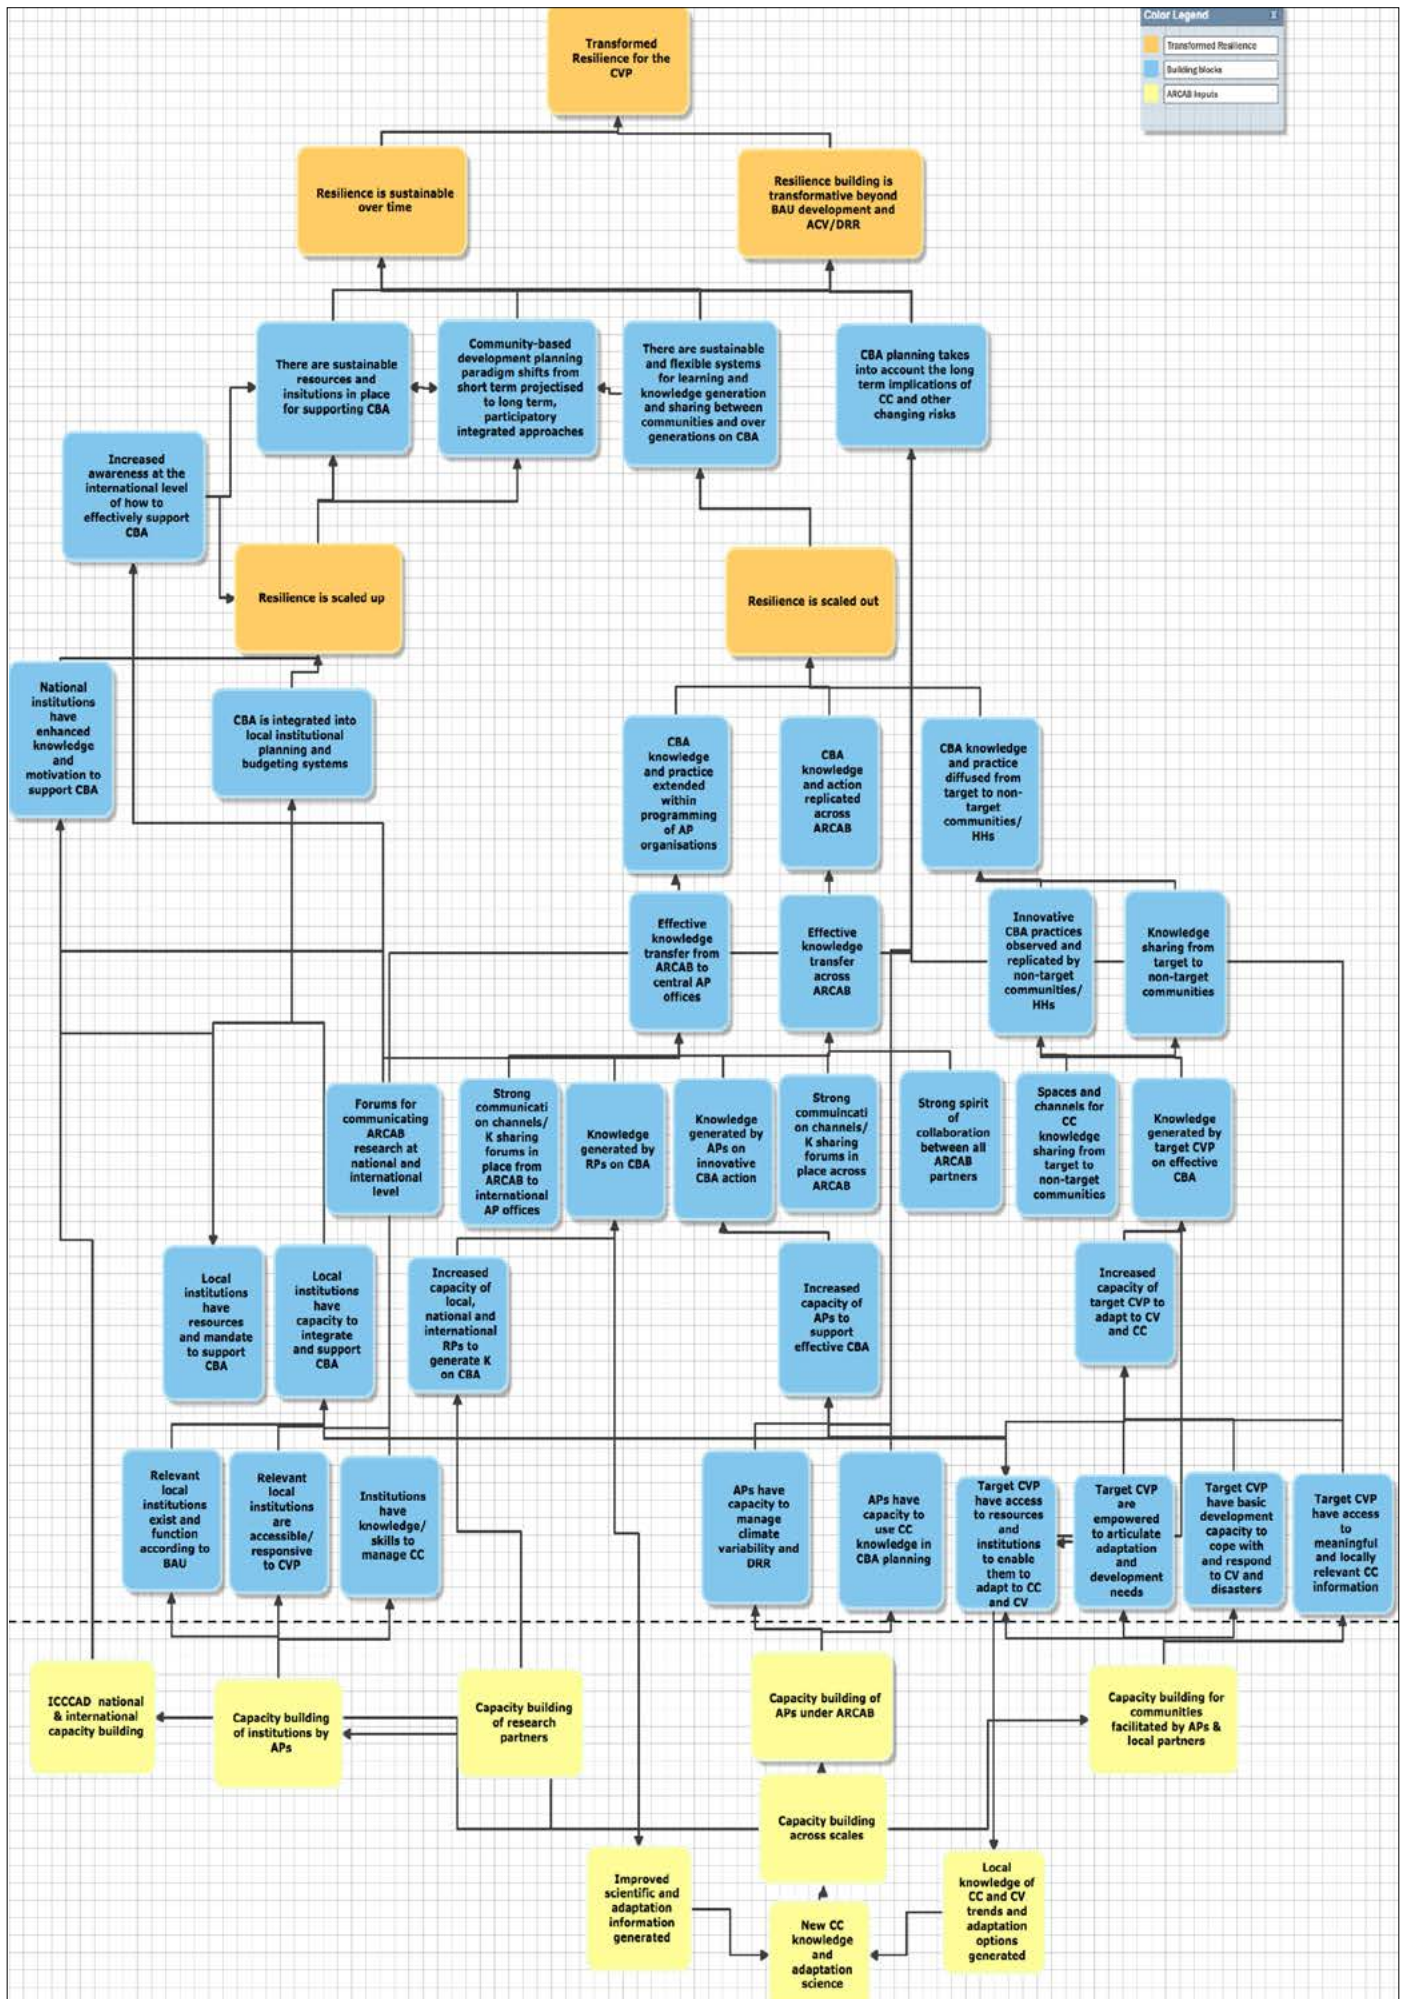 Color Legend
X
Transformed Resilience
Building blocks
ARCAB Inputs
Transformed
Resilience for the
CVP
Resilience is sustainable
over time
Resilience building is
transformative beyond
BAU development and
ACV/DRR
There are sustainable
resources and
insitutions in place
for supporting CBA
Community-based
development planning
paradigm shifts from
short term projectised
to long term,
participatory
integrated approaches
There are sustainable
and flexible systems
for learning and
knowledge generation
and sharing between
communities and over
generations on CBA
CBA planning takes
into account the long
term implications of
CC and other
changing risks
Increased
awareness at the
international level
of how to
effectively support
CBA
Resilience is scaled up
Resilience is scaled out
National
institutions
have
enhanced
knowledge
and
motivation to
support CBA
CBA is integrated into
local institutional
planning and
budgeting systems
CBA
knowledge
and practice
extended
within
programming
of AP
organisations
CBA
knowledge
and action
replicated
across
ARCAB
CBA knowledge
and practice
diffused from
target to non-
target
communities/
HHs
Effective
knowledge
transfer from
ARCAB to
central AP
offices
Effective
knowledge
transfer
across
ARCAB
Innovative
CBA practices
observed and
replicated by
non-target
communities/
HHs
Knowledge
sharing from
target to
non-target
communities
Forums for
communicating
ARCAB
research at
national and
international
level
Strong
communicati
on channels/
K sharing
forums in
place from
ARCAB to
international
AP offices
Knowledge
generated by
RPs on CBA
Knowledge
generated by
APs on
innovative
CBA action
Strong
commuincati
on channels/
K sharing
forums in
place across
ARCAB
Strong spirit
of
collaboration
between all
ARCAB
partners
Spaces and
channels for
CC
knowledge
sharing from
target to
non-target
communities
Knowledge
generated by
target CVP
on effective
CBA
Local
institutions
have
resources
and mandate
to support
CBA
Local
institutions
have
capacity to
integrate
and support
CBA
Increased
capacity of
local,
national and
international
RPs to
generate K
on CBA
Increased
capacity of
APs to
support
effective CBA
Increased
capacity of
target CVP to
adapt to CV
and CC
Relevant
local
institutions
exist and
function
according to
BAU
Relevant
local
institutions
are
accessible/
responsive
to CVP
Institutions
have
knowledge/
skills to
manage CC
APs have
capacity to
manage
climate
variability and
DRR
APs have
capacity to
use CC
knowledge in
CBA planning
Target CVP
have access
to resources
and
institutions
to enable
them to
adapt to CC
and CV
Target CVP
are
empowered
to articulate
adaptation
and
development
needs
Target CVP
have basic
development
capacity to
cope with
and respond
to CV and
disasters
Target CVP
have access
to
meaningful
and locally
relevant CC
information
ICCCAD national
& international
capacity building
Capacity building
of institutions by
APs
Capacity building
of research
partners
Capacity building of
APs under ARCAB
Capacity building for
communities
facilitated by APs &
local partners
Capacity building
across scales
Improved
scientific and
adaptation
information
generated
New CC
knowledge
and
adaptation
science
Local
knowledge of
CC and CV
trends and
adaptation
options
generated